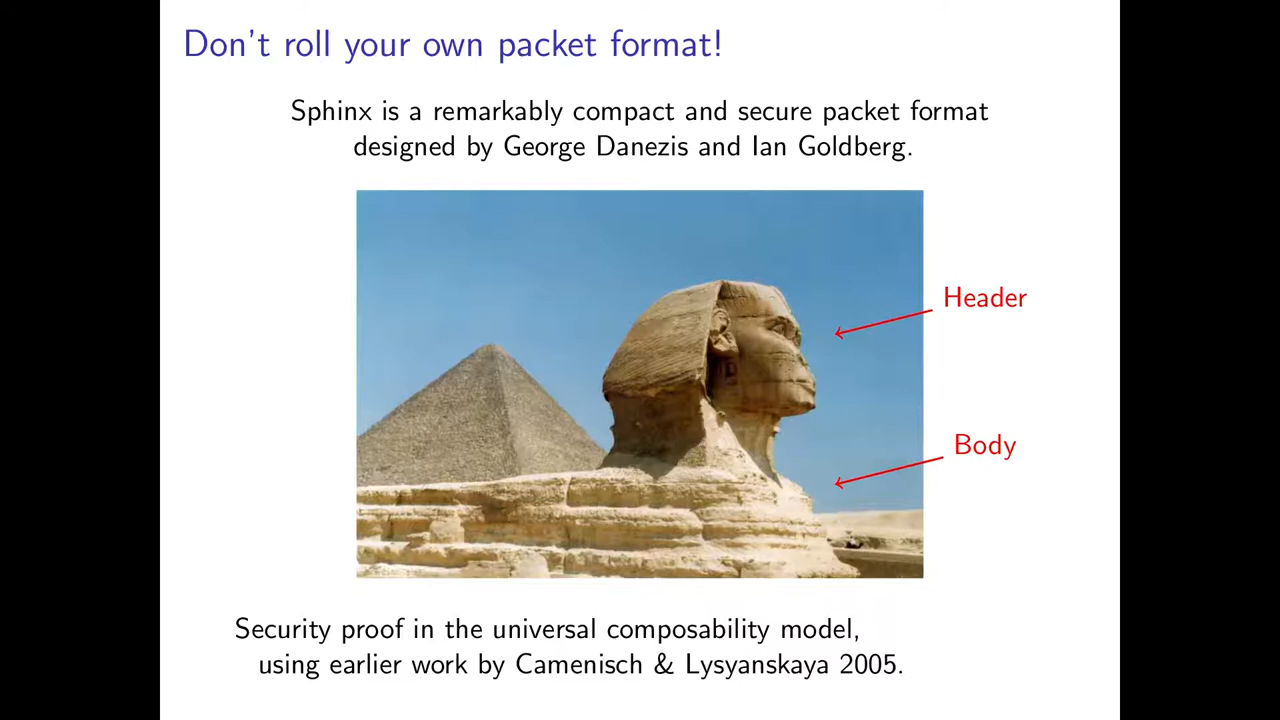 Don't roll your own packet format!
Sphinx is a remarkably compact and secure packet format
designed by George Danezis and Ian Goldberg.
Header
Body
Security proof in the universal composability model,
using earlier work by Camenisch & Lysyanskaya 2005.